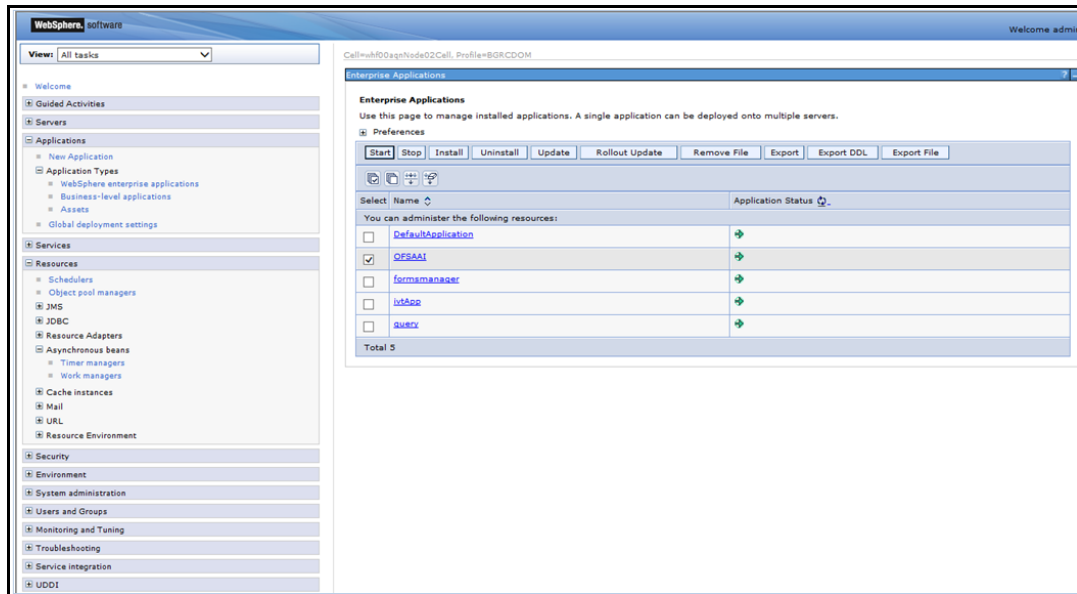 WebSphere. software
Welcome admi
View: All tasks
Cell=whf00aqnNode02Cell, Profile=BGRCDOM
Welcome
Guided Activities
Servers
Applications
New Application
Application Types
WebSphere enterprise applications
Business-level applications
Assets
Global deployment settings
Services
Resources
Schedulers
Object pool managers
JMS
JDBC
Resource Adapters
Asynchronous beans
Timer managers
Work managers
Cache instances
Mail
URL
Resource Environment
Security
Environment
System administration
Users and Groups
Monitoring and Tuning
Troubleshooting
Service integration
UDDI
Enterprise Applications ? -
Enterprise Applications
Use this page to manage installed applications. A single application can be deployed onto multiple servers.
Preferences
Start Stop Install Uninstall Update Rollout Update Remove File Export Export DDL Export File
Select Name Application Status
You can administer the following resources:
DefaultApplication
OFSAAI
formsmanager
ivtApp
query
Total 5